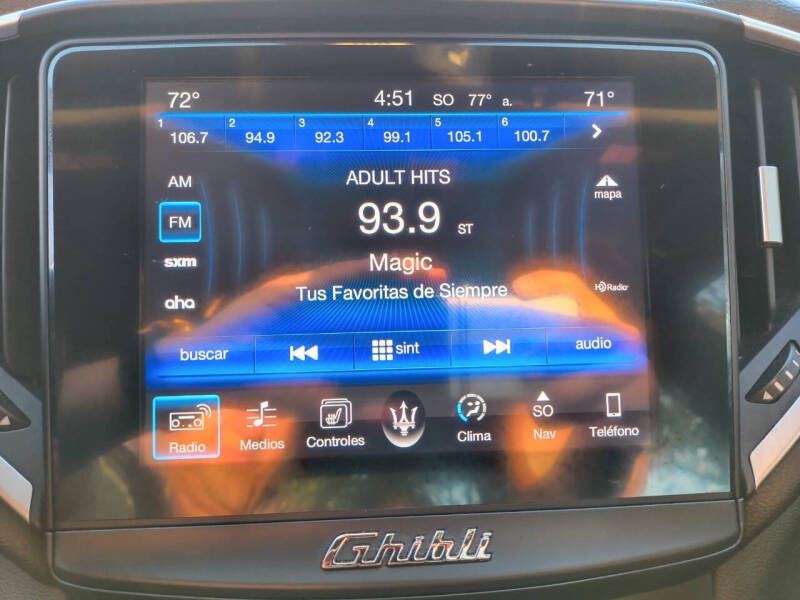 72° 4:51 SO 77° a. 71°
1 2 3 4 5 6
106.7 94.9 92.3 99.1 105.1 100.7
AM ADULT HITS
mapa
FM 93.9 ST
sxm Magic
Tus Favoritas de Siempre HD Radio
aha
buscar sint audio
SO
Radio Medios Controles Clima Nav Teléfono
Ghibli